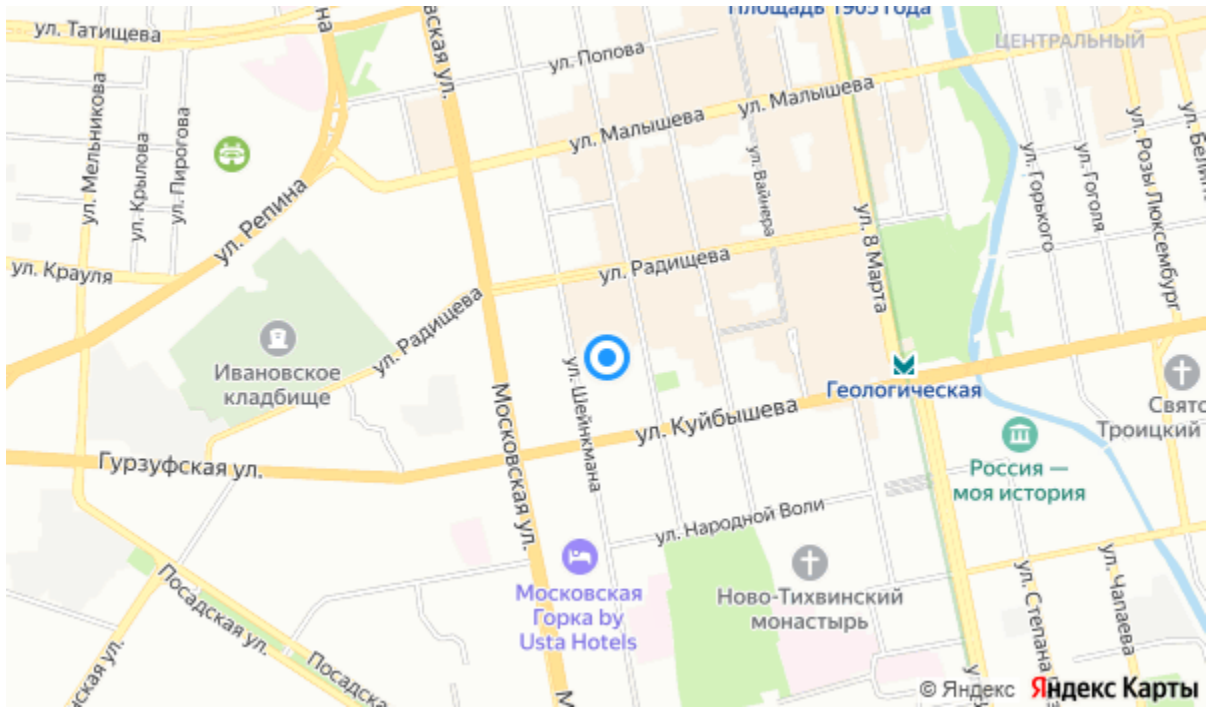 ул. Татищева
Площадь 1905 года
ЦЕНТРАЛЬНЫЙ
ул. Попова
ул. Малышева
ул. Малышева
ул. Мельникова
ул. Крылова
ул. Пирогова
ул. Репина
ул. Вайнера
ул. 8 Марта
ул. Горького
ул. Гоголя
ул. Розы Люксембург
ул. Крауля
ул. Радищева
ул. Радищева
Ивановское
кладбище
ул. Шейнкмана
Московская ул.
ул. Куйбышева
Геологическая
Троицкий
Гурзуфская ул.
Россия —
моя история
ул. Народной Воли
Московская
Горка by
Usta Hotels
Ново-Тихвинский
монастырь
ул. Степана
ул. Чапаева
Посадская ул.
© Яндекс Яндекс Карты